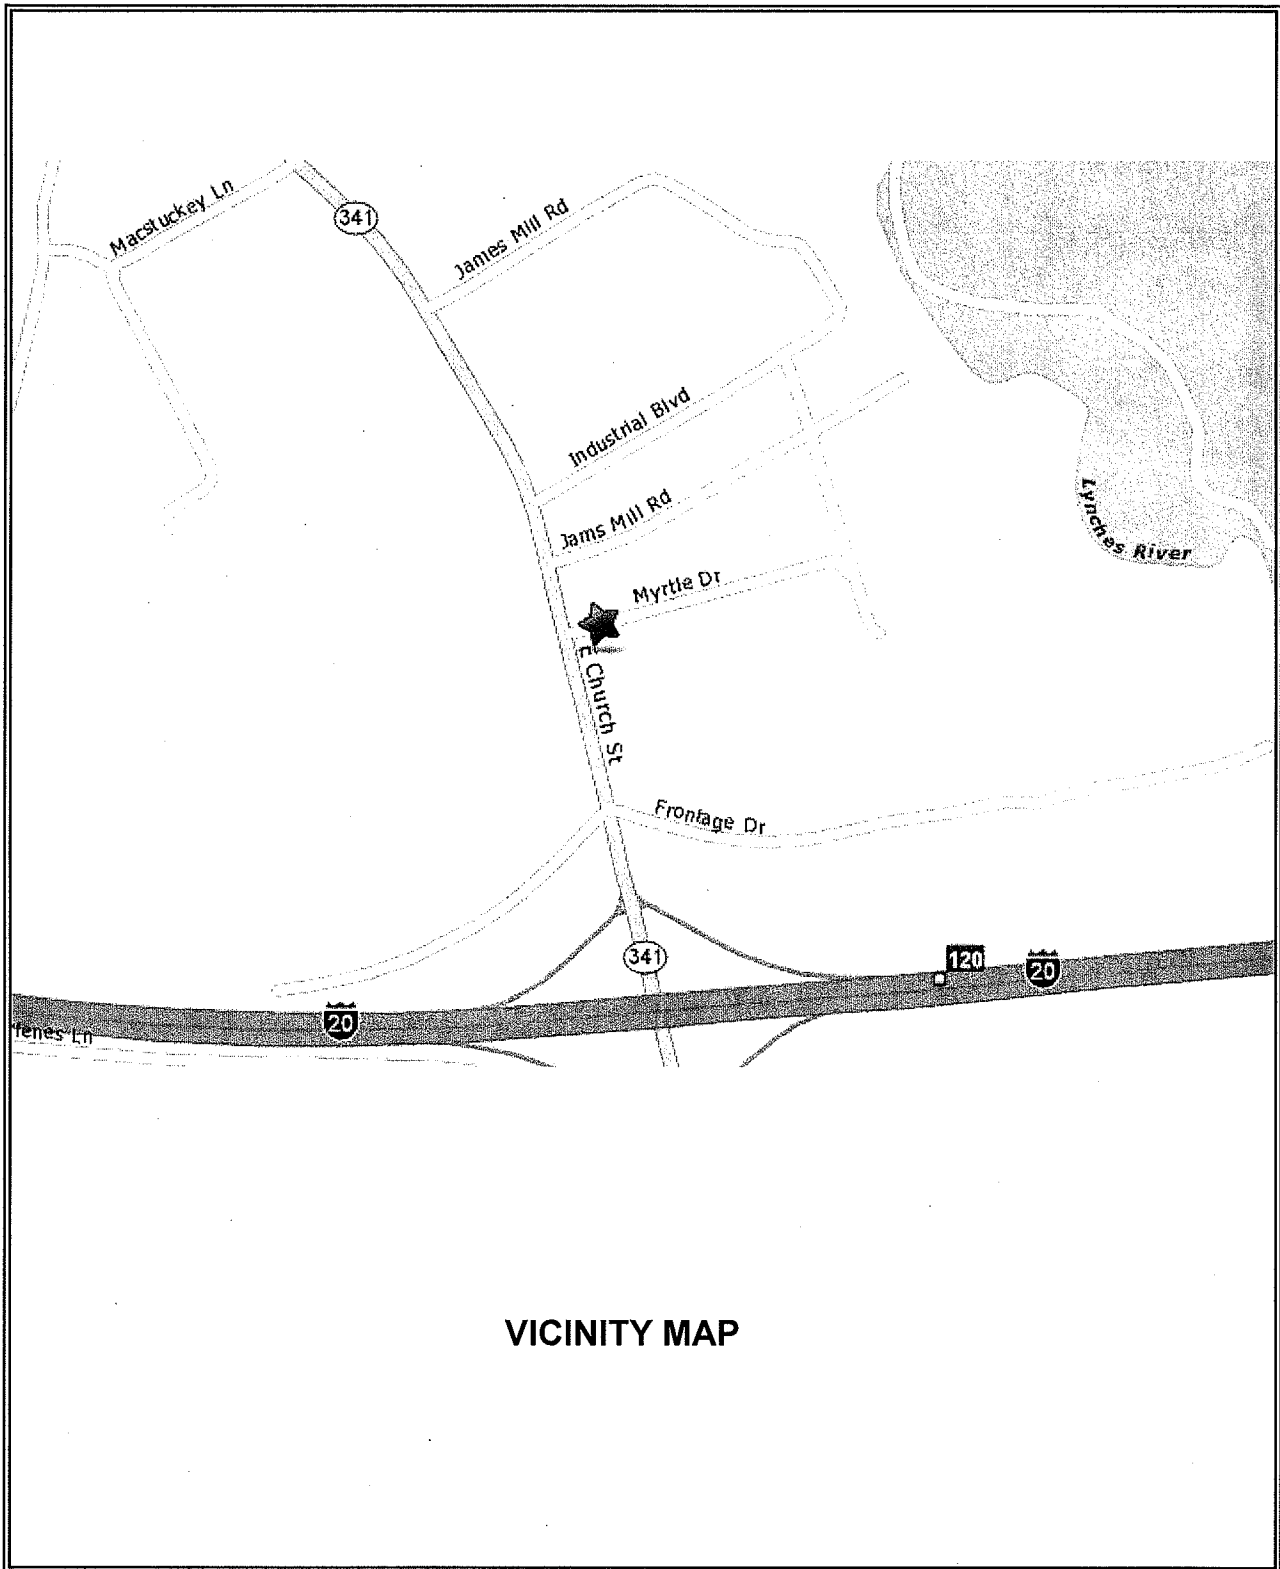 Macstuckey Ln
341
James Mill Rd
Industrial Blvd
Jams Mill Rd
Lynches River
Myrtle Dr
E Church St
Frontage Dr
341
120
20
20
Ln
VICINITY MAP